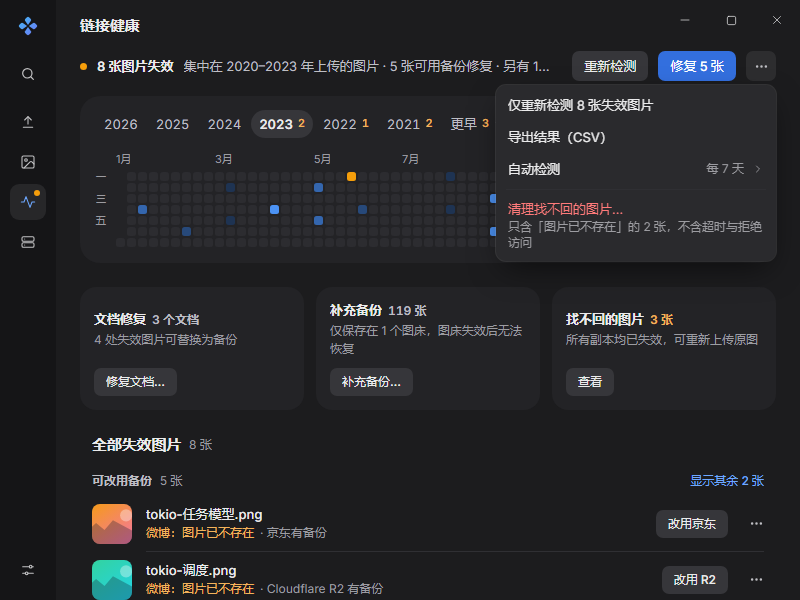 链接健康
8 张图片失效 集中在 2020–2023 年上传的图片 · 5 张可用备份修复 · 另有 1...
重新检测
修复 5 张
仅重新检测 8 张失效图片
导出结果（CSV）
自动检测 每 7 天
清理找不回的图片...
只含「图片已不存在」的 2 张，不含超时与拒绝
访问
2026 2025 2024 2023 2 2022 1 2021 2 更早 3
1月 3月 5月 7月
一
三
五
文档修复 3 个文档
4 处失效图片可替换为备份
修复文档...
补充备份 119 张
仅保存在 1 个图床，图床失效后无法
恢复
补充备份...
找不回的图片 3 张
所有副本均已失效，可重新上传原图
查看
全部失效图片 8 张
可改用备份 5 张
显示其余 2 张
tokio-任务模型.png
微博：图片已不存在 · 京东有备份
改用京东
tokio-调度.png
微博：图片已不存在 · Cloudflare R2 有备份
改用 R2